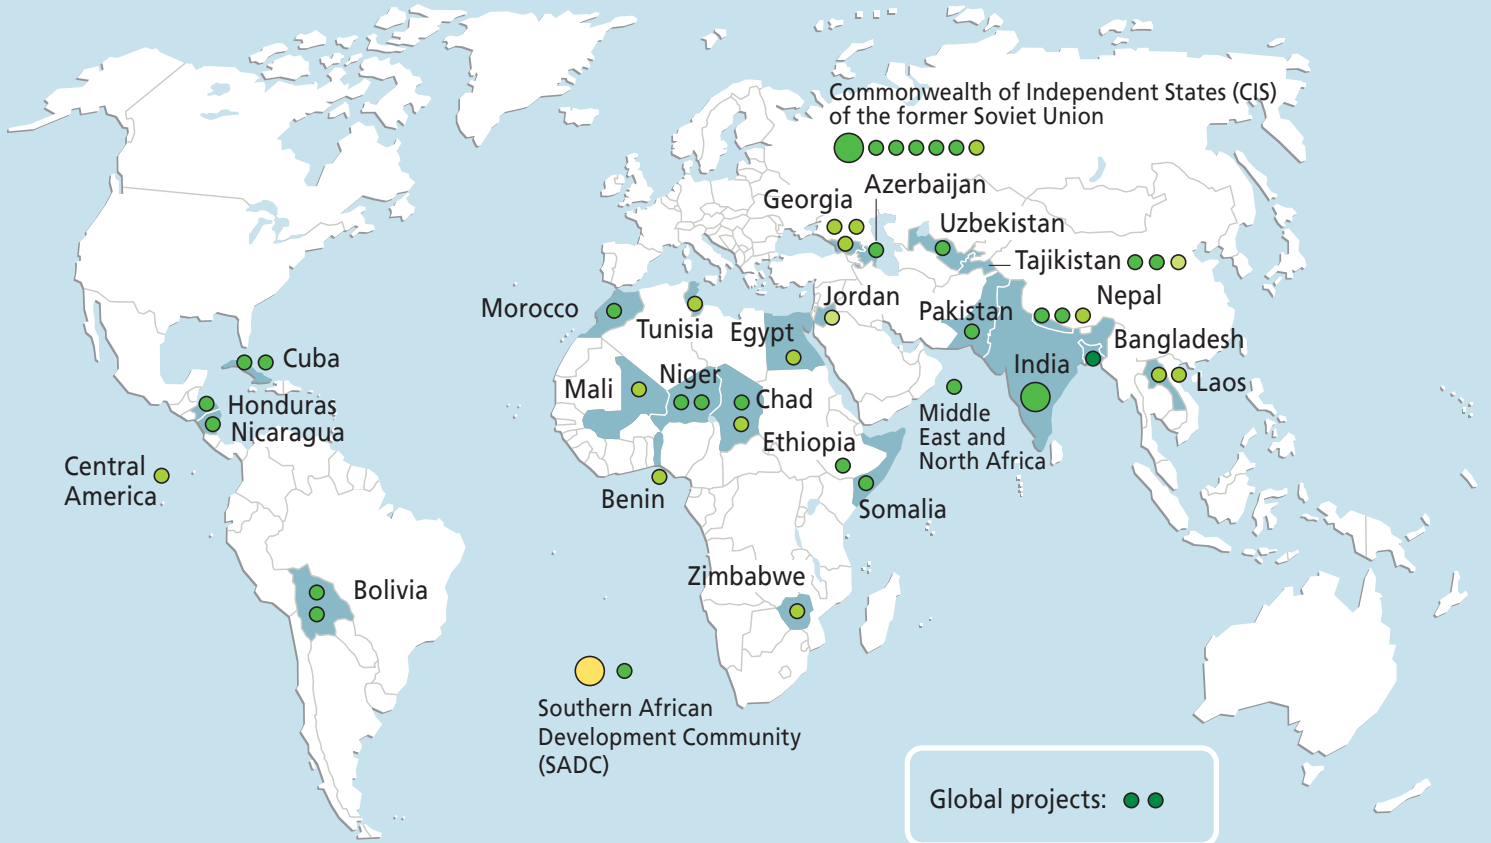 Commonwealth of Independent States (CIS)
of the former Soviet Union
Azerbaijan
Georgia
Uzbekistan
Tajikistan
Morocco
Tunisia
Egypt
Jordan
Pakistan
Nepal
Bangladesh
India
Laos
Cuba
Honduras
Nicaragua
Mali
Niger
Chad
Ethiopia
Middle
East and
North Africa
Central
America
Benin
Somalia
Bolivia
Zimbabwe
Southern African
Development Community
(SADC)
Global projects: